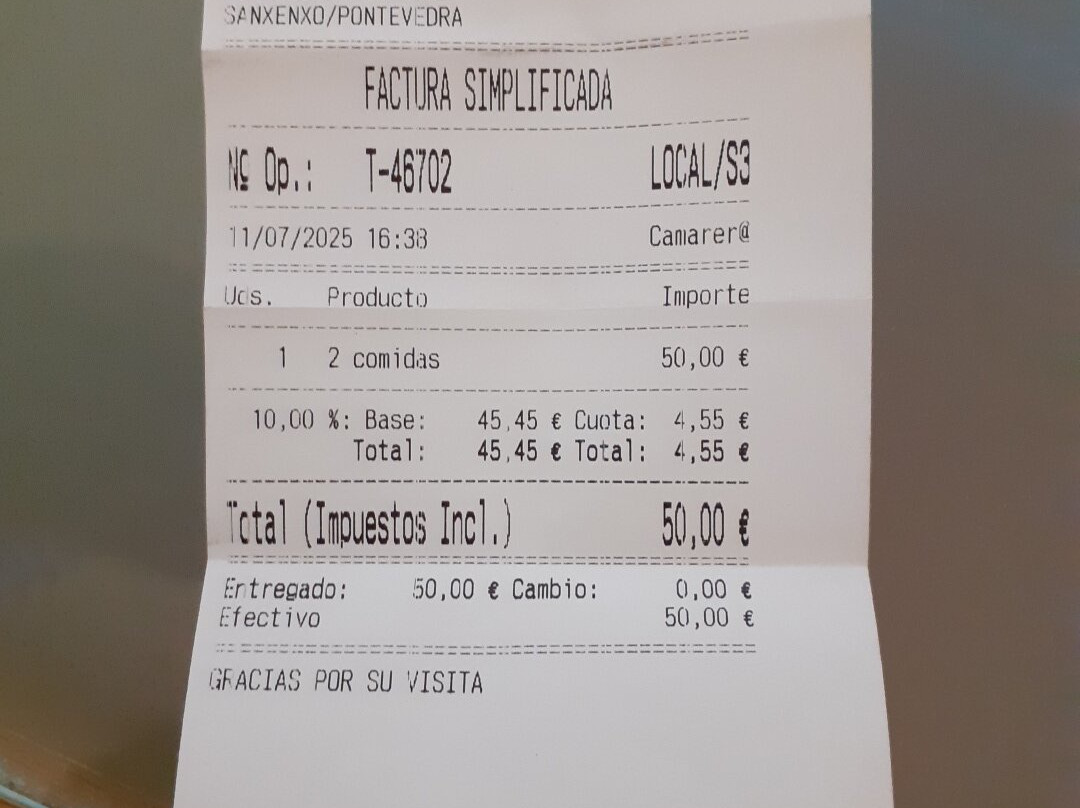 SANXENXO/PONTEVEDRA
FACTURA SIMPLIFICADA
Nº Op.: T-46702 LOCAL/S3
11/07/2025 16:38 Camarer@
Uds. Producto Importe
1 2 comidas 50,00 €
10,00 %: Base: 45,45 € Cuota: 4,55 €
Total: 45,45 € Total: 4,55 €
Total (Impuestos Incl.) 50,00 €
Entregado: 50,00 € Cambio: 0,00 €
Efectivo 50,00 €
GRACIAS POR SU VISITA